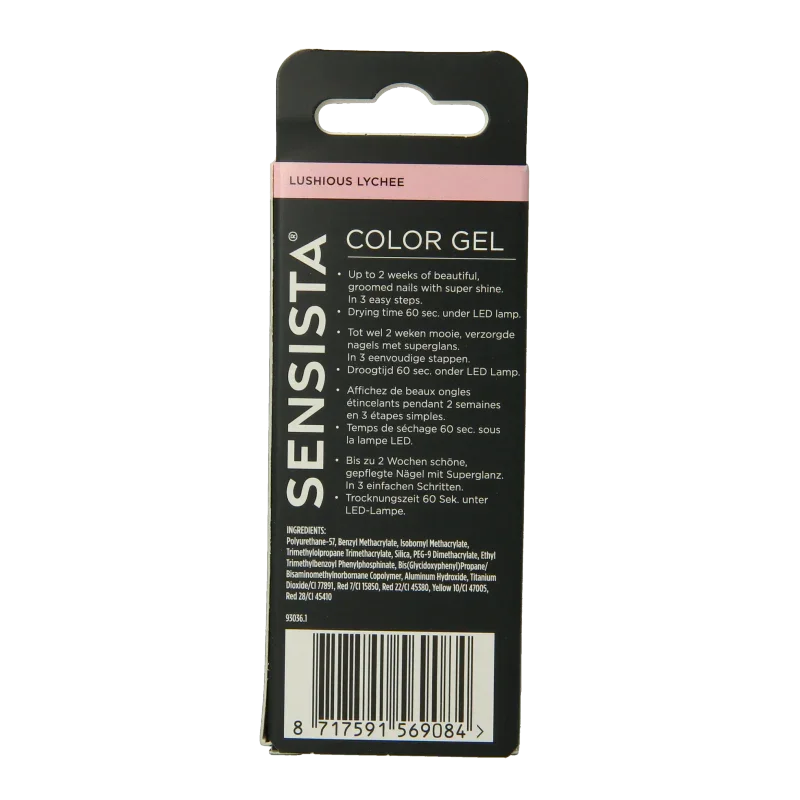 LUSHIOUS LYCHEE
SENSISTA®
COLOR GEL
• Up to 2 weeks of beautiful,
groomed nails with super shine.
In 3 easy steps.
• Drying time 60 sec. under LED lamp.
• Tot wel 2 weken mooie, verzorgde
nagels met superglans.
In 3 eenvoudige stappen.
• Droogtijd 60 sec. onder LED Lamp.
• Affichez de beaux ongles
étincelants pendant 2 semaines
en 3 étapes simples.
• Temps de séchage 60 sec. sous
la lampe LED.
• Bis zu 2 Wochen schöne,
gepflegte Nägel mit Superglanz.
In 3 einfachen Schritten.
• Trocknungszeit 60 Sek. unter
LED-Lampe.
INGREDIENTS:
Polyurethane-57, Benzyl Methacrylate, Isobornyl Methacrylate,
Trimethylolpropane Trimethacrylate, Silica, PEG-9 Dimethacrylate, Ethyl
Trimethylbenzoyl Phenylphosphinate, Bis(Glycidoxyphenyl)Propane/
Bisaminomethylnorbornane Copolymer, Aluminum Hydroxide, Titanium
Dioxide/CI 77891, Red 7/CI 15850, Red 22/CI 45380, Yellow 10/CI 47005,
Red 28/CI 45410
93036.1
8 717591 569084 >